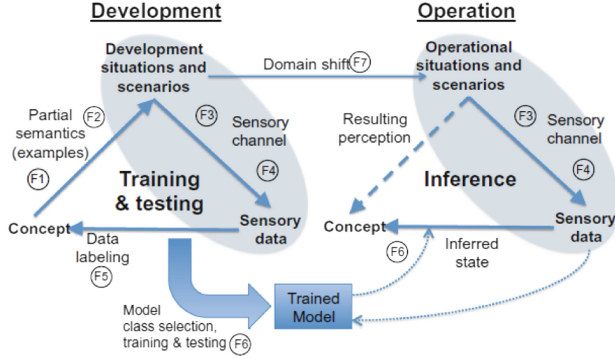 Development
Operation
Development
situations and
scenarios
Operational
situations and
scenarios
Domain shift F7
Partial
semantics
(examples)
F2
F1
F3
Sensory
channel
F4
Resulting
perception
F3
Sensory
channel
F4
Training
& testing
Inference
Concept
Sensory
data
Concept
Sensory
data
Data
labeling
F5
F6
Inferred
state
Trained
Model
Model
class selection,
training & testing F6